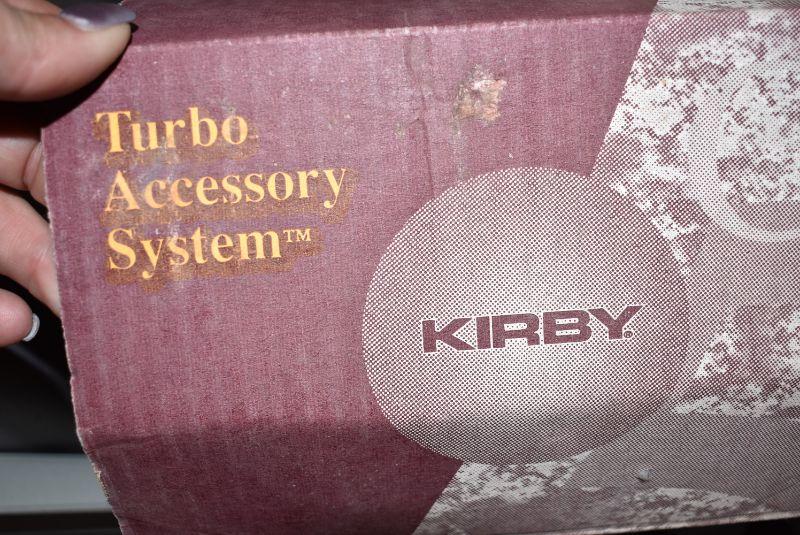 Turbo
Accessory
System™
KIRBY®